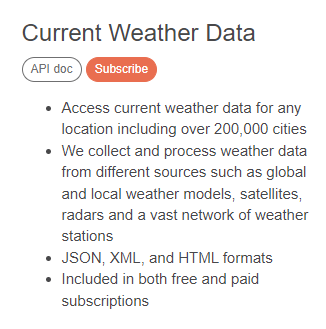 Current Weather Data
API doc
Subscribe
• Access current weather data for any
location including over 200,000 cities
• We collect and process weather data
from different sources such as global
and local weather models, satellites,
radars and a vast network of weather
stations
• JSON, XML, and HTML formats
• Included in both free and paid
subscriptions